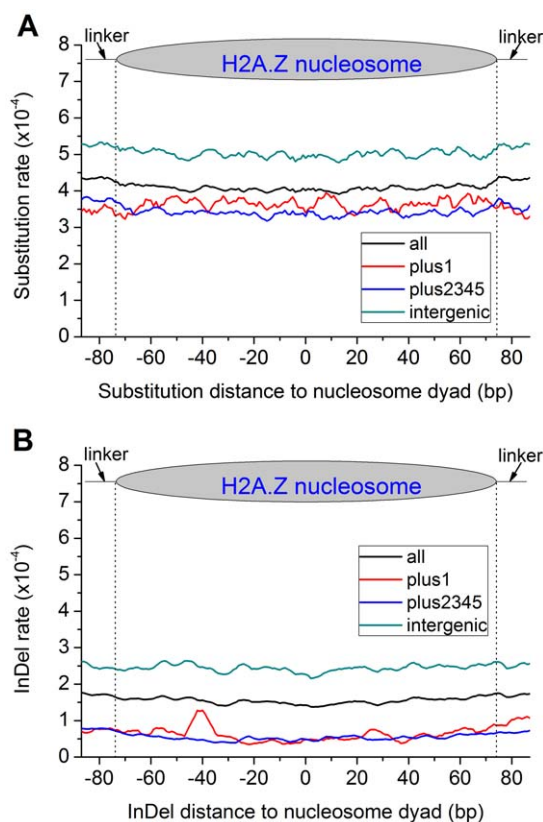 A
linker
linker
H2A.Z nucleosome
8
7
6
5
4
3
2
1
0
Substitution rate (x10⁻⁴)
all
plus1
plus2345
intergenic
-80 -60 -40 -20 0 20 40 60 80
Substitution distance to nucleosome dyad (bp)
B
linker
linker
H2A.Z nucleosome
8
7
6
5
4
3
2
1
0
InDel rate (x10⁻⁴)
all
plus1
plus2345
intergenic
-80 -60 -40 -20 0 20 40 60 80
InDel distance to nucleosome dyad (bp)